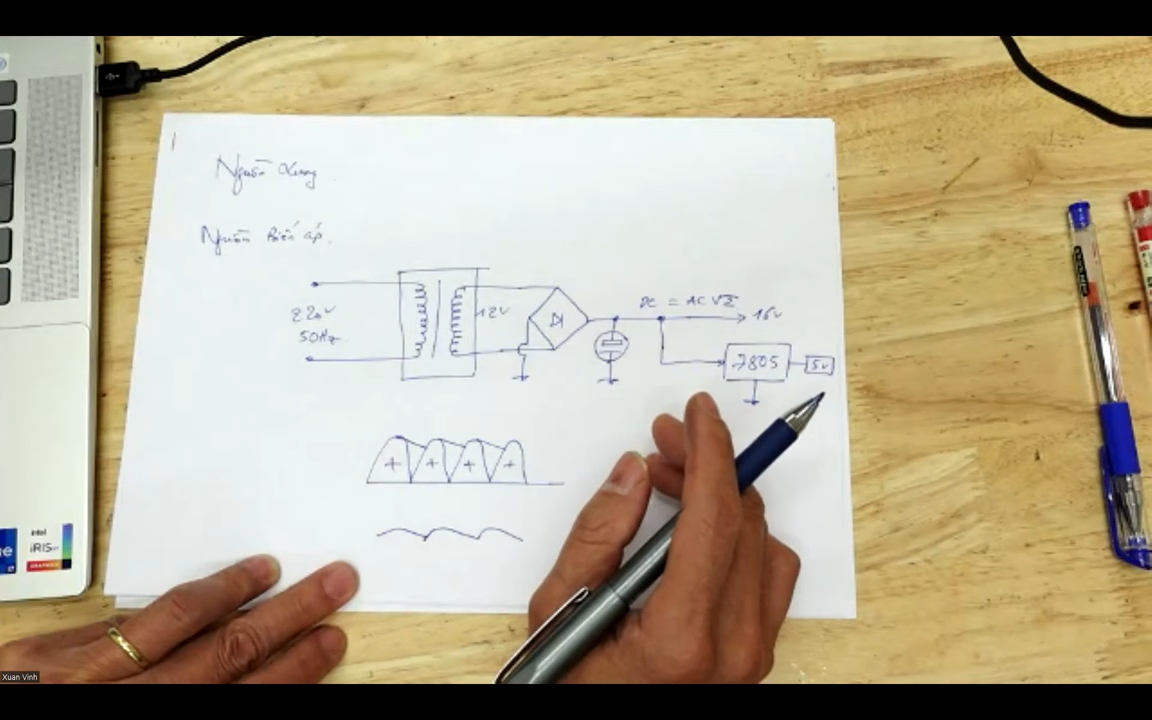 Nguồn Xung
Nguồn Biến áp.
220V
50Hz
12V
DC = AC √2
16V
7805
5V
+ + + +
intel
iRIS
Xuan Vinh